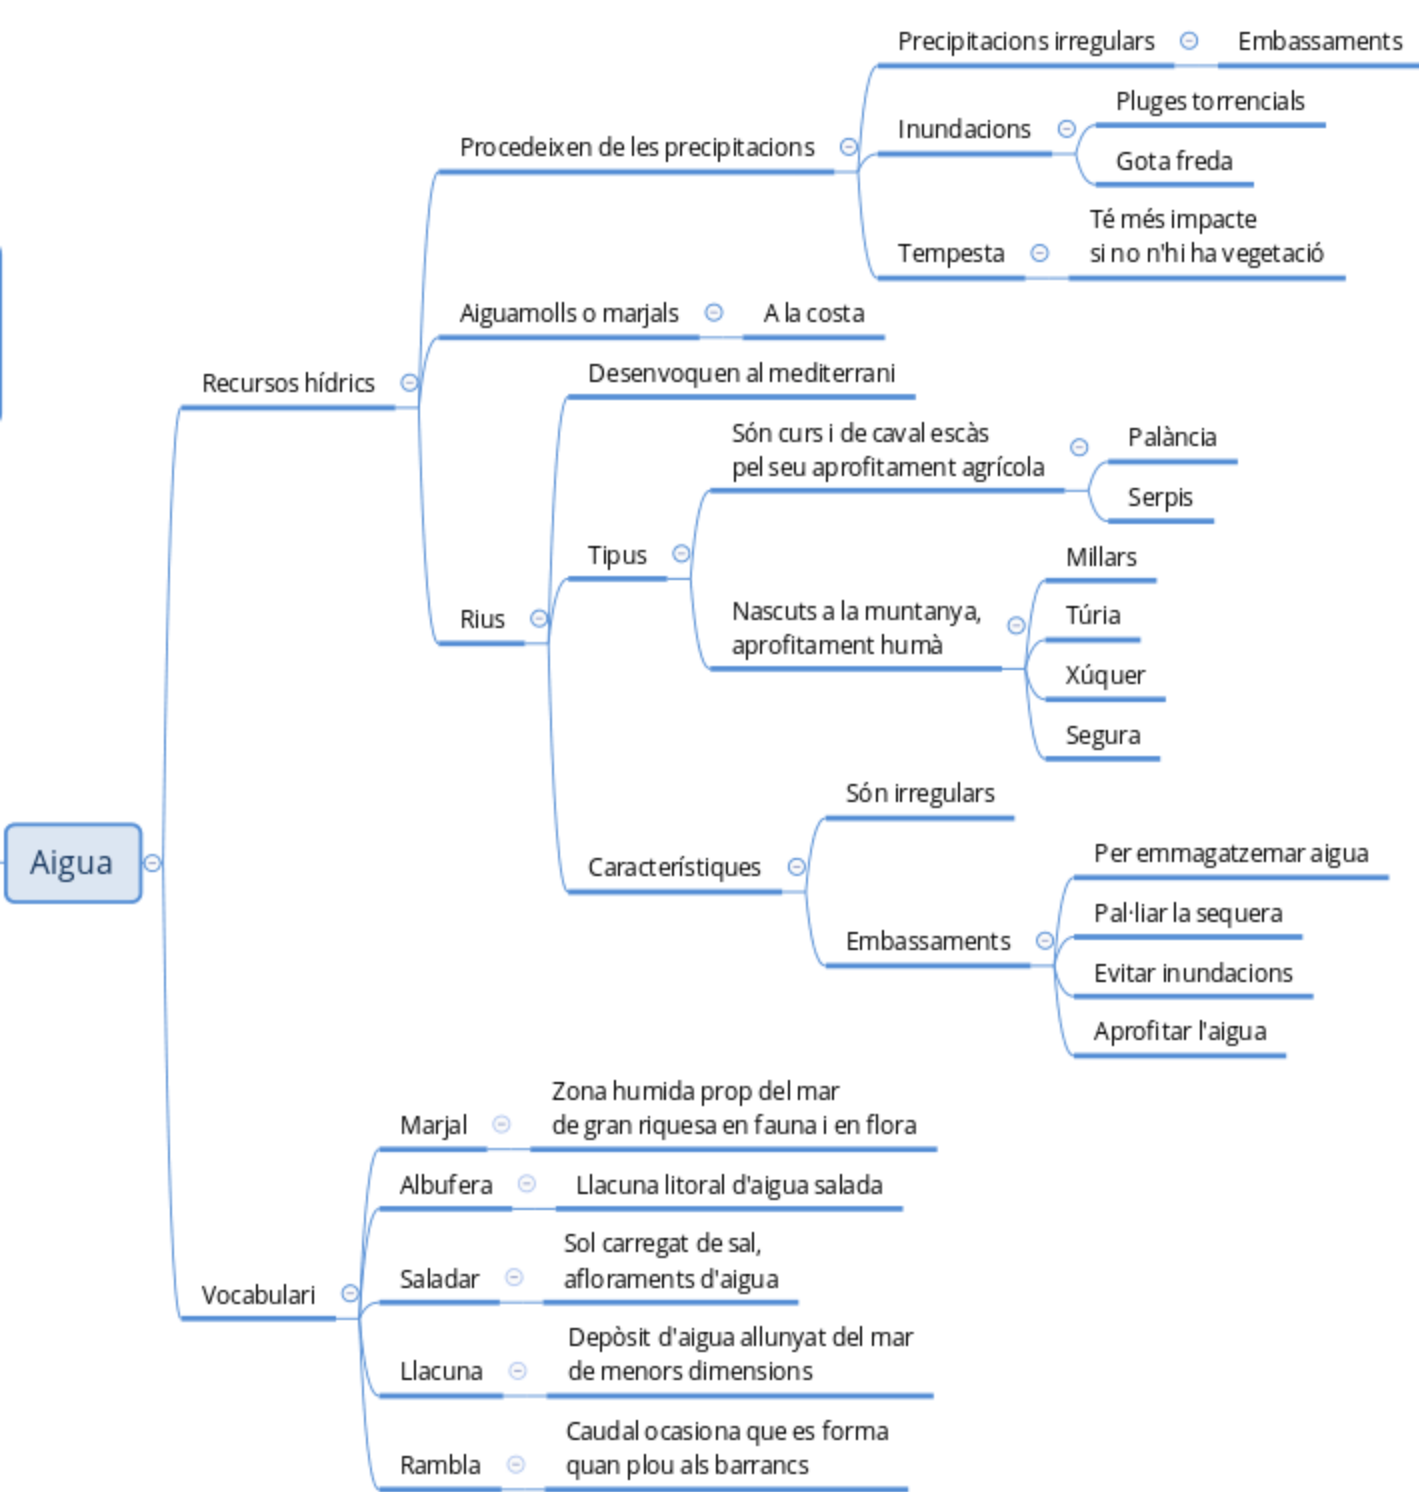 Precipitacions irregulars
Embassaments
Pluges torrencials
Inundacions
Procedeixen de les precipitacions
Gota freda
Té més impacte
si no n'hi ha vegetació
Tempesta
Aiguamolls o marjals
A la costa
Desenvoquen al mediterrani
Recursos hídrics
Són curs i de caval escàs
pel seu aprofitament agrícola
Palància
Serpis
Tipus
Millars
Nascuts a la muntanya,
aprofitament humà
Túria
Rius
Xúquer
Segura
Són irregulars
Característiques
Per emmagatzemar aigua
Pal·liar la sequera
Embassaments
Evitar inundacions
Aprofitar l'aigua
Aigua
Zona humida prop del mar
de gran riquesa en fauna i en flora
Marjal
Albufera
Llacuna litoral d'aigua salada
Sol carregat de sal,
afloraments d'aigua
Saladar
Vocabulari
Depòsit d'aigua allunyat del mar
de menors dimensions
Llacuna
Caudal ocasiona que es forma
quan plou als barrancs
Rambla